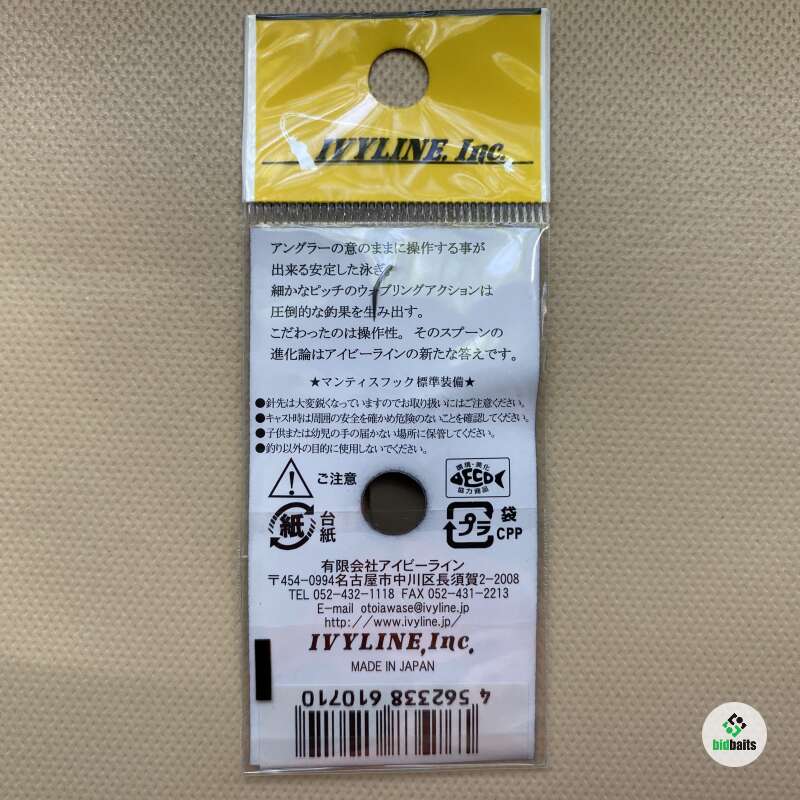 IVYLINE, Inc.
アングラーの意のままに操作する事が
出来る安定した泳ぎ。
細かなピッチのウォブリングアクションは
圧倒的な釣果を生み出す。
こだわったのは操作性。そのスプーンの
進化論はアイビーラインの新たな答えです。
★マンティスフック標準装備★
●針先は大変鋭くなっていますのでお取り扱いにはご注意ください。
●キャスト時は周囲の安全を確かめ危険のないことを確認してください。
●子供または幼児の手の届かない場所に保管してください。
●釣り以外の目的に使用しないでください。
ご注意
環境・美化
DECO
協力商品
紙 台紙
プラ 袋 CPP
有限会社アイビーライン
〒454-0994名古屋市中川区長須賀2-2008
TEL 052-432-1118 FAX 052-431-2213
E-mail otoiawase@ivyline.jp
http://www.ivyline.jp/
IVYLINE,Inc.
MADE IN JAPAN
4 562338 610710
bidbaits